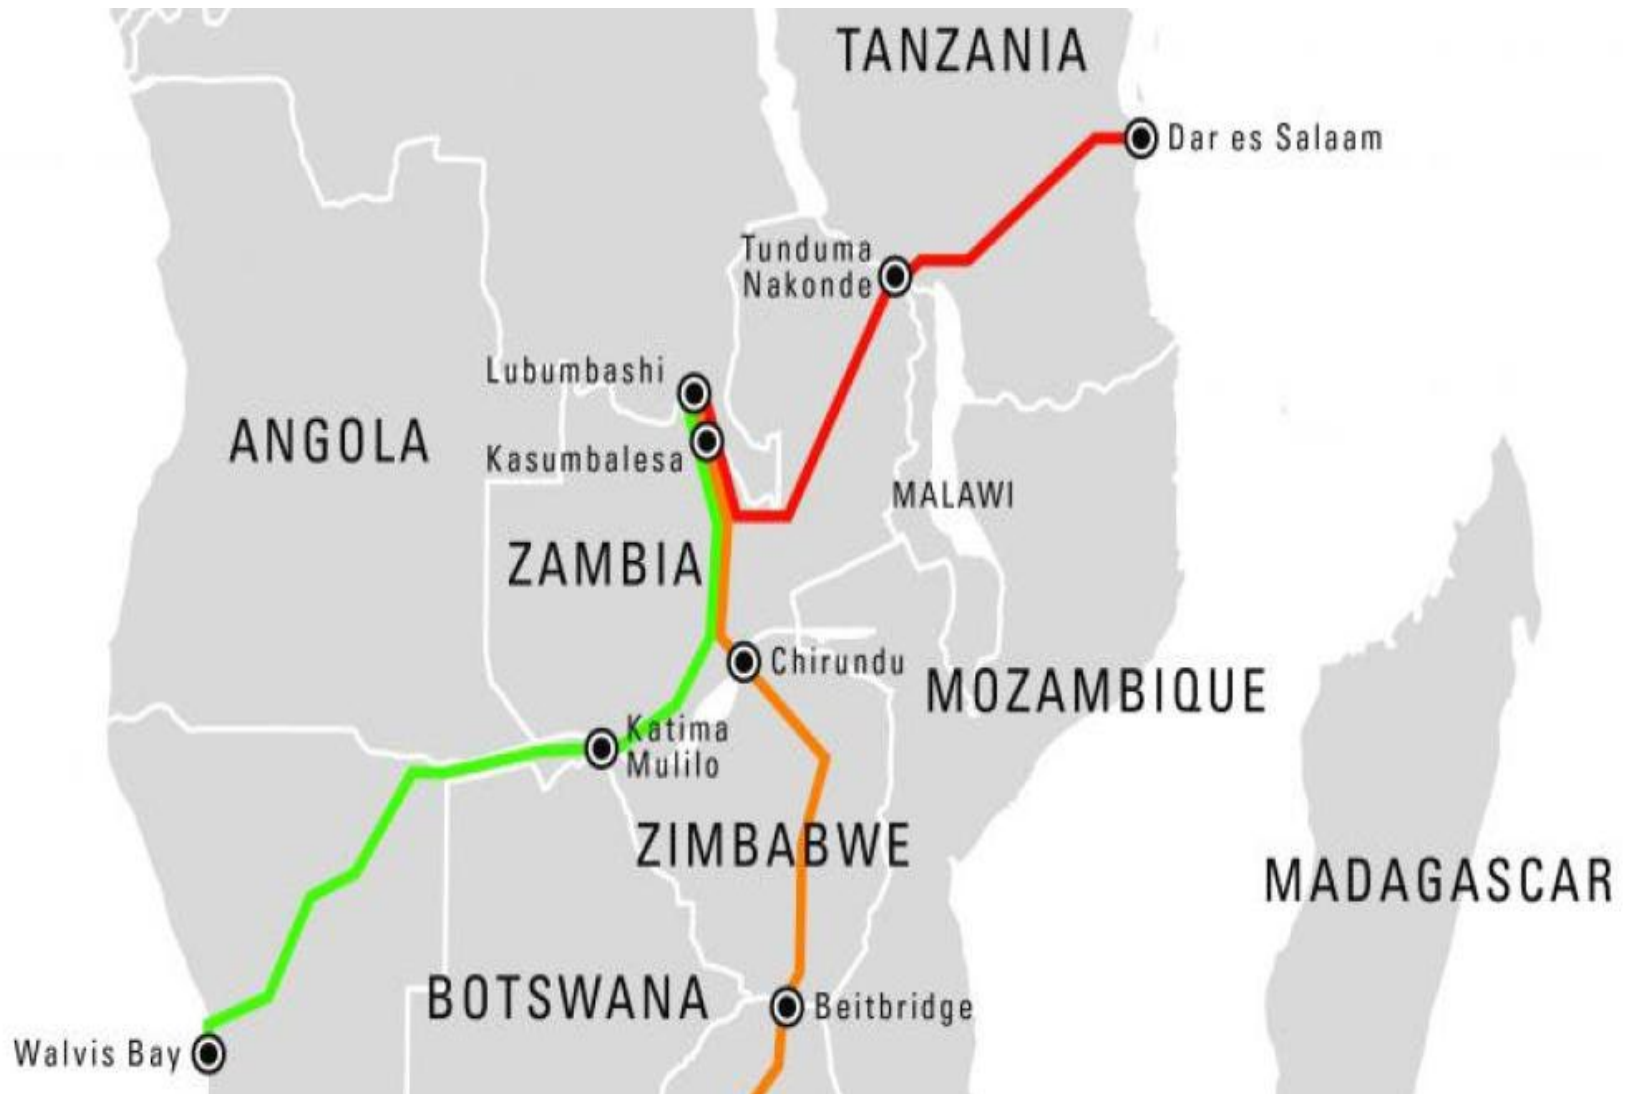 TANZANIA
Dar es Salaam
Tunduma
Nakonde
Lubumbashi
ANGOLA
Kasumbalesa
MALAWI
ZAMBIA
Chirundu
MOZAMBIQUE
Katima
Mulilo
ZIMBABWE
MADAGASCAR
BOTSWANA
Beitbridge
Walvis Bay